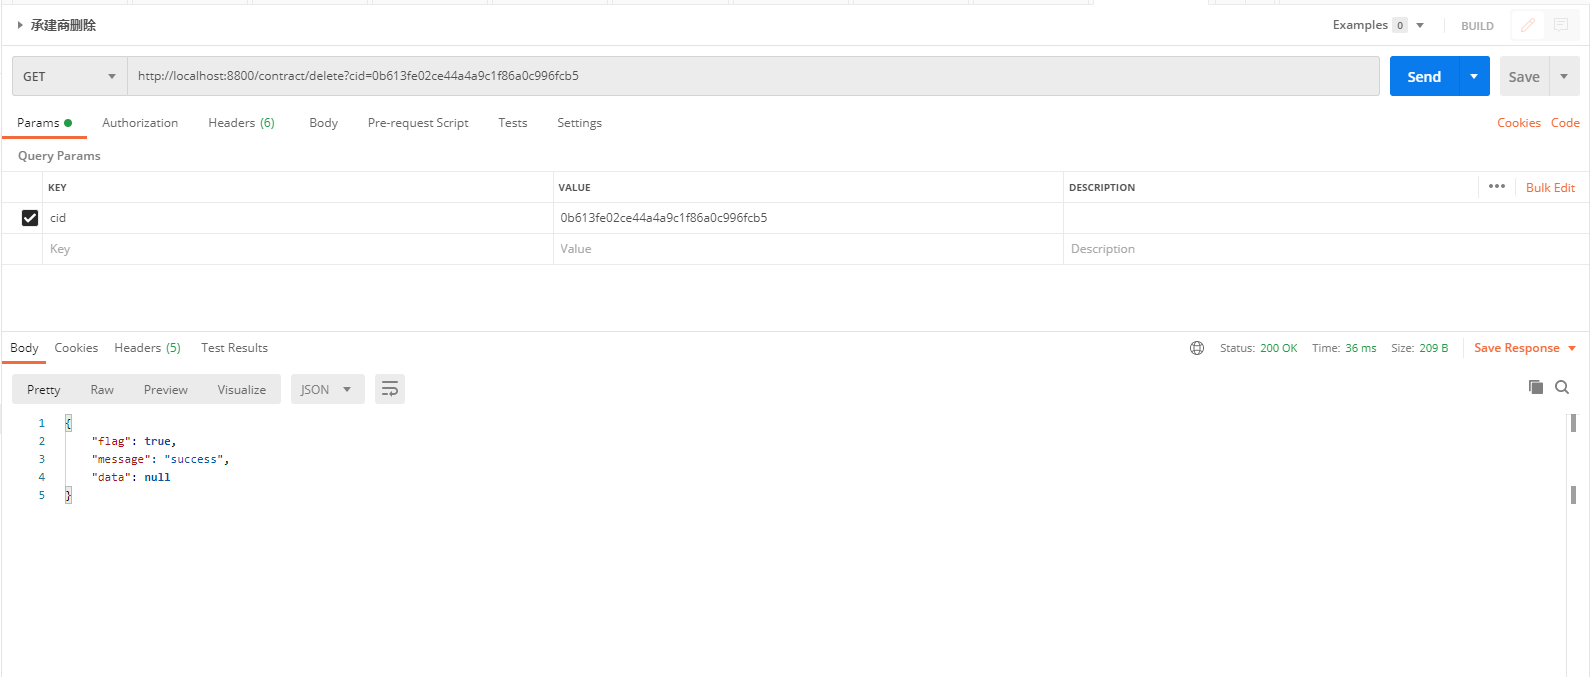 承建商删除
Examples 0
BUILD
GET
http://localhost:8800/contract/delete?cid=0b613fe02ce44a4a9c1f86a0c996fcb5
Send
Save
Params
Authorization
Headers (6)
Body
Pre-request Script
Tests
Settings
Cookies
Code
Query Params
KEY
VALUE
DESCRIPTION
Bulk Edit
cid
0b613fe02ce44a4a9c1f86a0c996fcb5
Key
Value
Description
Body
Cookies
Headers (5)
Test Results
Status: 200 OK
Time: 36 ms
Size: 209 B
Save Response
Pretty
Raw
Preview
Visualize
JSON
1 {
2 "flag": true,
3 "message": "success",
4 "data": null
5 }